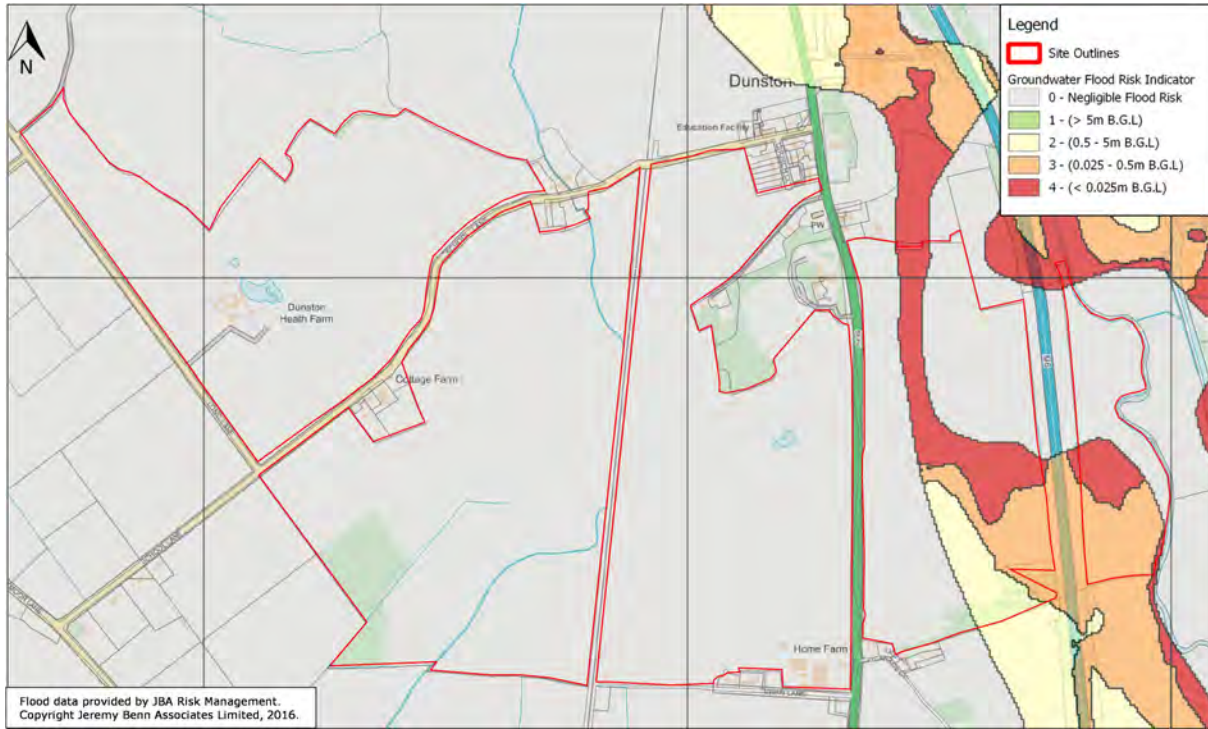 N
Legend
Site Outlines
Groundwater Flood Risk Indicator
0 - Negligible Flood Risk
1 - (> 5m B.G.L)
2 - (0.5 - 5m B.G.L)
3 - (0.025 - 0.5m B.G.L)
4 - (< 0.025m B.G.L)
Dunston
Education Facility
PW
Dunston
Heath Farm
Cottage Farm
Home Farm
Flood data provided by JBA Risk Management.
Copyright Jeremy Benn Associates Limited, 2016.